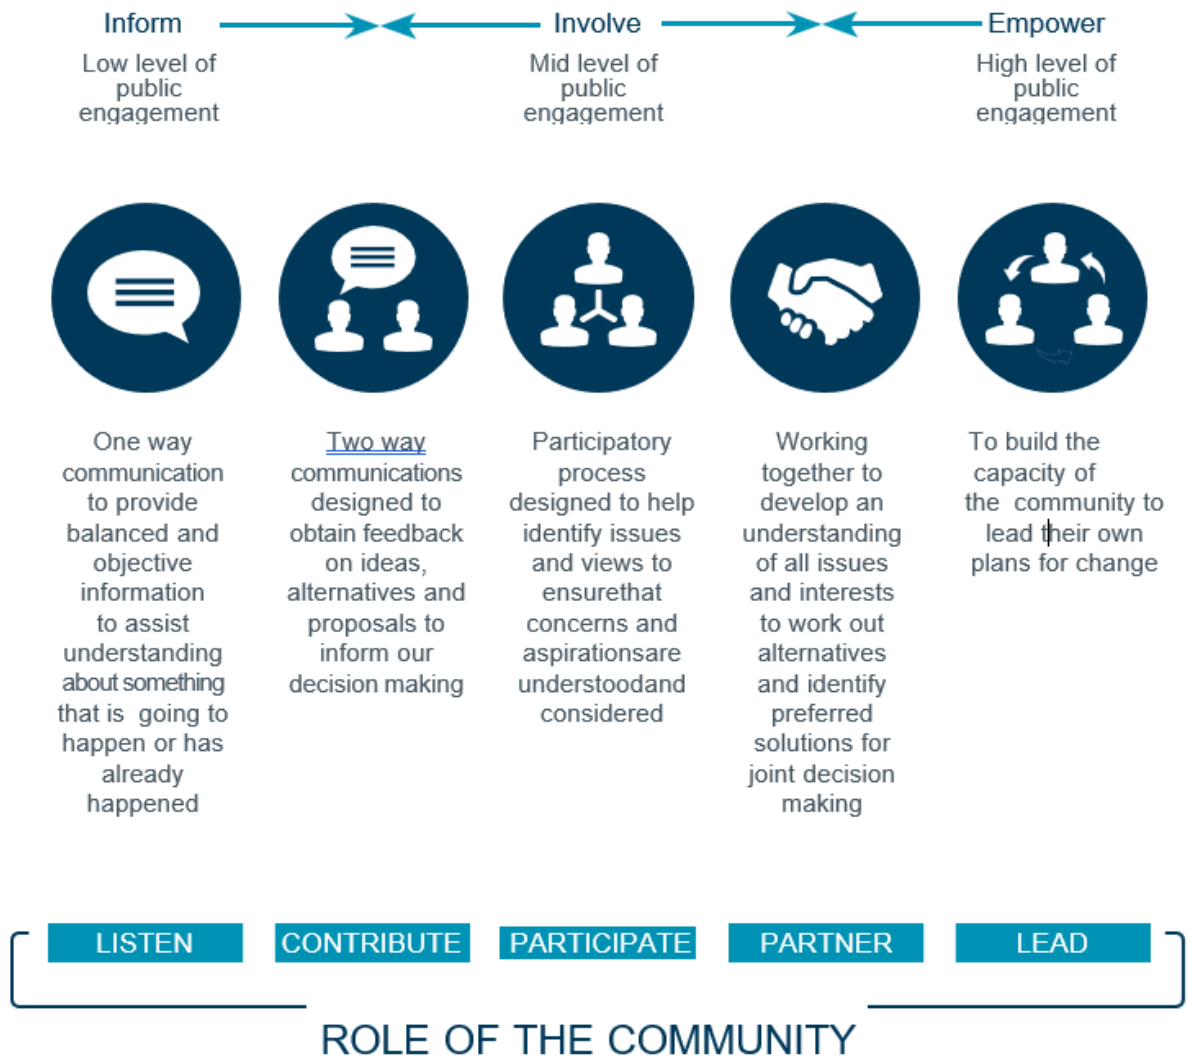 Inform
Low level of
public
engagement
Involve
Mid level of
public
engagement
Empower
High level of
public
engagement
One way
communication
to provide
balanced and
objective
information
to assist
understanding
about something
that is going to
happen or has
already
happened
Two way
communications
designed to
obtain feedback
on ideas,
alternatives and
proposals to
inform our
decision making
Participatory
process
designed to help
identify issues
and views to
ensurethat
concerns and
aspirationsare
understoodand
considered
Working
together to
develop an
understanding
of all issues
and interests
to work out
alternatives
and identify
preferred
solutions for
joint decision
making
To build the
capacity of
the community to
lead their own
plans for change
LISTEN
CONTRIBUTE
PARTICIPATE
PARTNER
LEAD
ROLE OF THE COMMUNITY